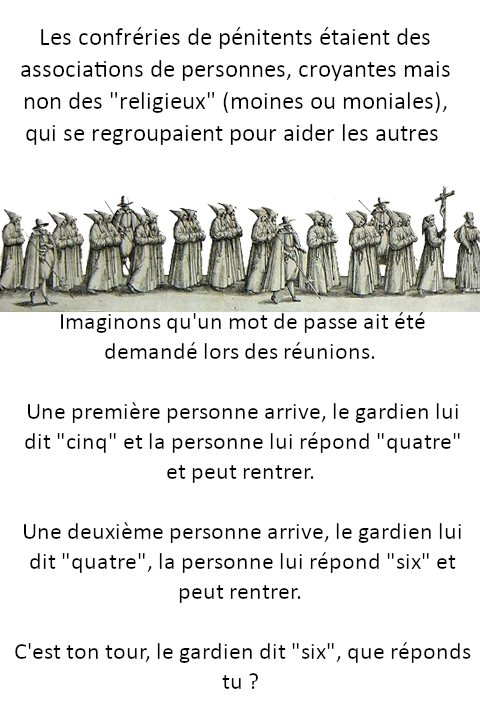 Les confréries de pénitents étaient des
associations de personnes, croyantes mais
non des "religieux" (moines ou moniales),
qui se regroupaient pour aider les autres
Imaginons qu'un mot de passe ait été
demandé lors des réunions.
Une première personne arrive, le gardien lui
dit "cinq" et la personne lui répond "quatre"
et peut rentrer.
Une deuxième personne arrive, le gardien lui
dit "quatre", la personne lui répond "six" et
peut rentrer.
C'est ton tour, le gardien dit "six", que réponds
tu ?